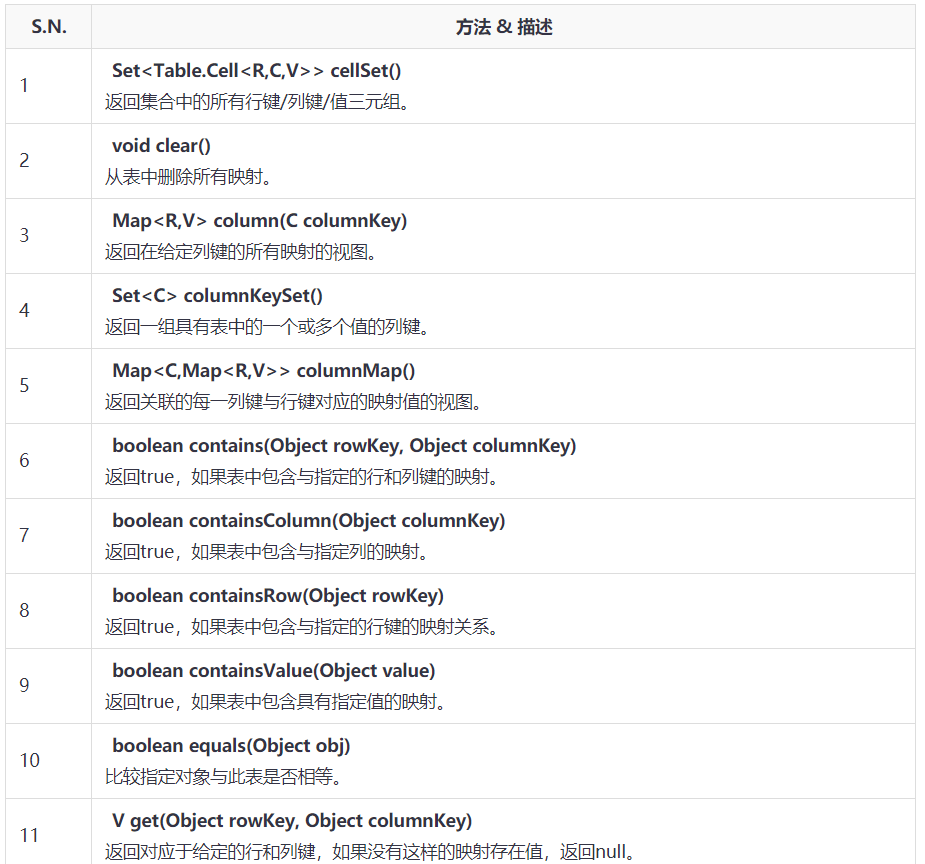 S.N. 方法 & 描述
1
Set<Table.Cell<R,C,V>> cellSet()
返回集合中的所有行键/列键/值三元组。
2
void clear()
从表中删除所有映射。
3
Map<R,V> column(C columnKey)
返回在给定列键的所有映射的视图。
4
Set<C> columnKeySet()
返回一组具有表中的一个或多个值的列键。
5
Map<C,Map<R,V>> columnMap()
返回关联的每一列键与行键对应的映射值的视图。
6
boolean contains(Object rowKey, Object columnKey)
返回true，如果表中包含与指定的行和列键的映射。
7
boolean containsColumn(Object columnKey)
返回true，如果表中包含与指定列的映射。
8
boolean containsRow(Object rowKey)
返回true，如果表中包含与指定的行键的映射关系。
9
boolean containsValue(Object value)
返回true，如果表中包含具有指定值的映射。
10
boolean equals(Object obj)
比较指定对象与此表是否相等。
11
V get(Object rowKey, Object columnKey)
返回对应于给定的行和列键，如果没有这样的映射存在值，返回null。